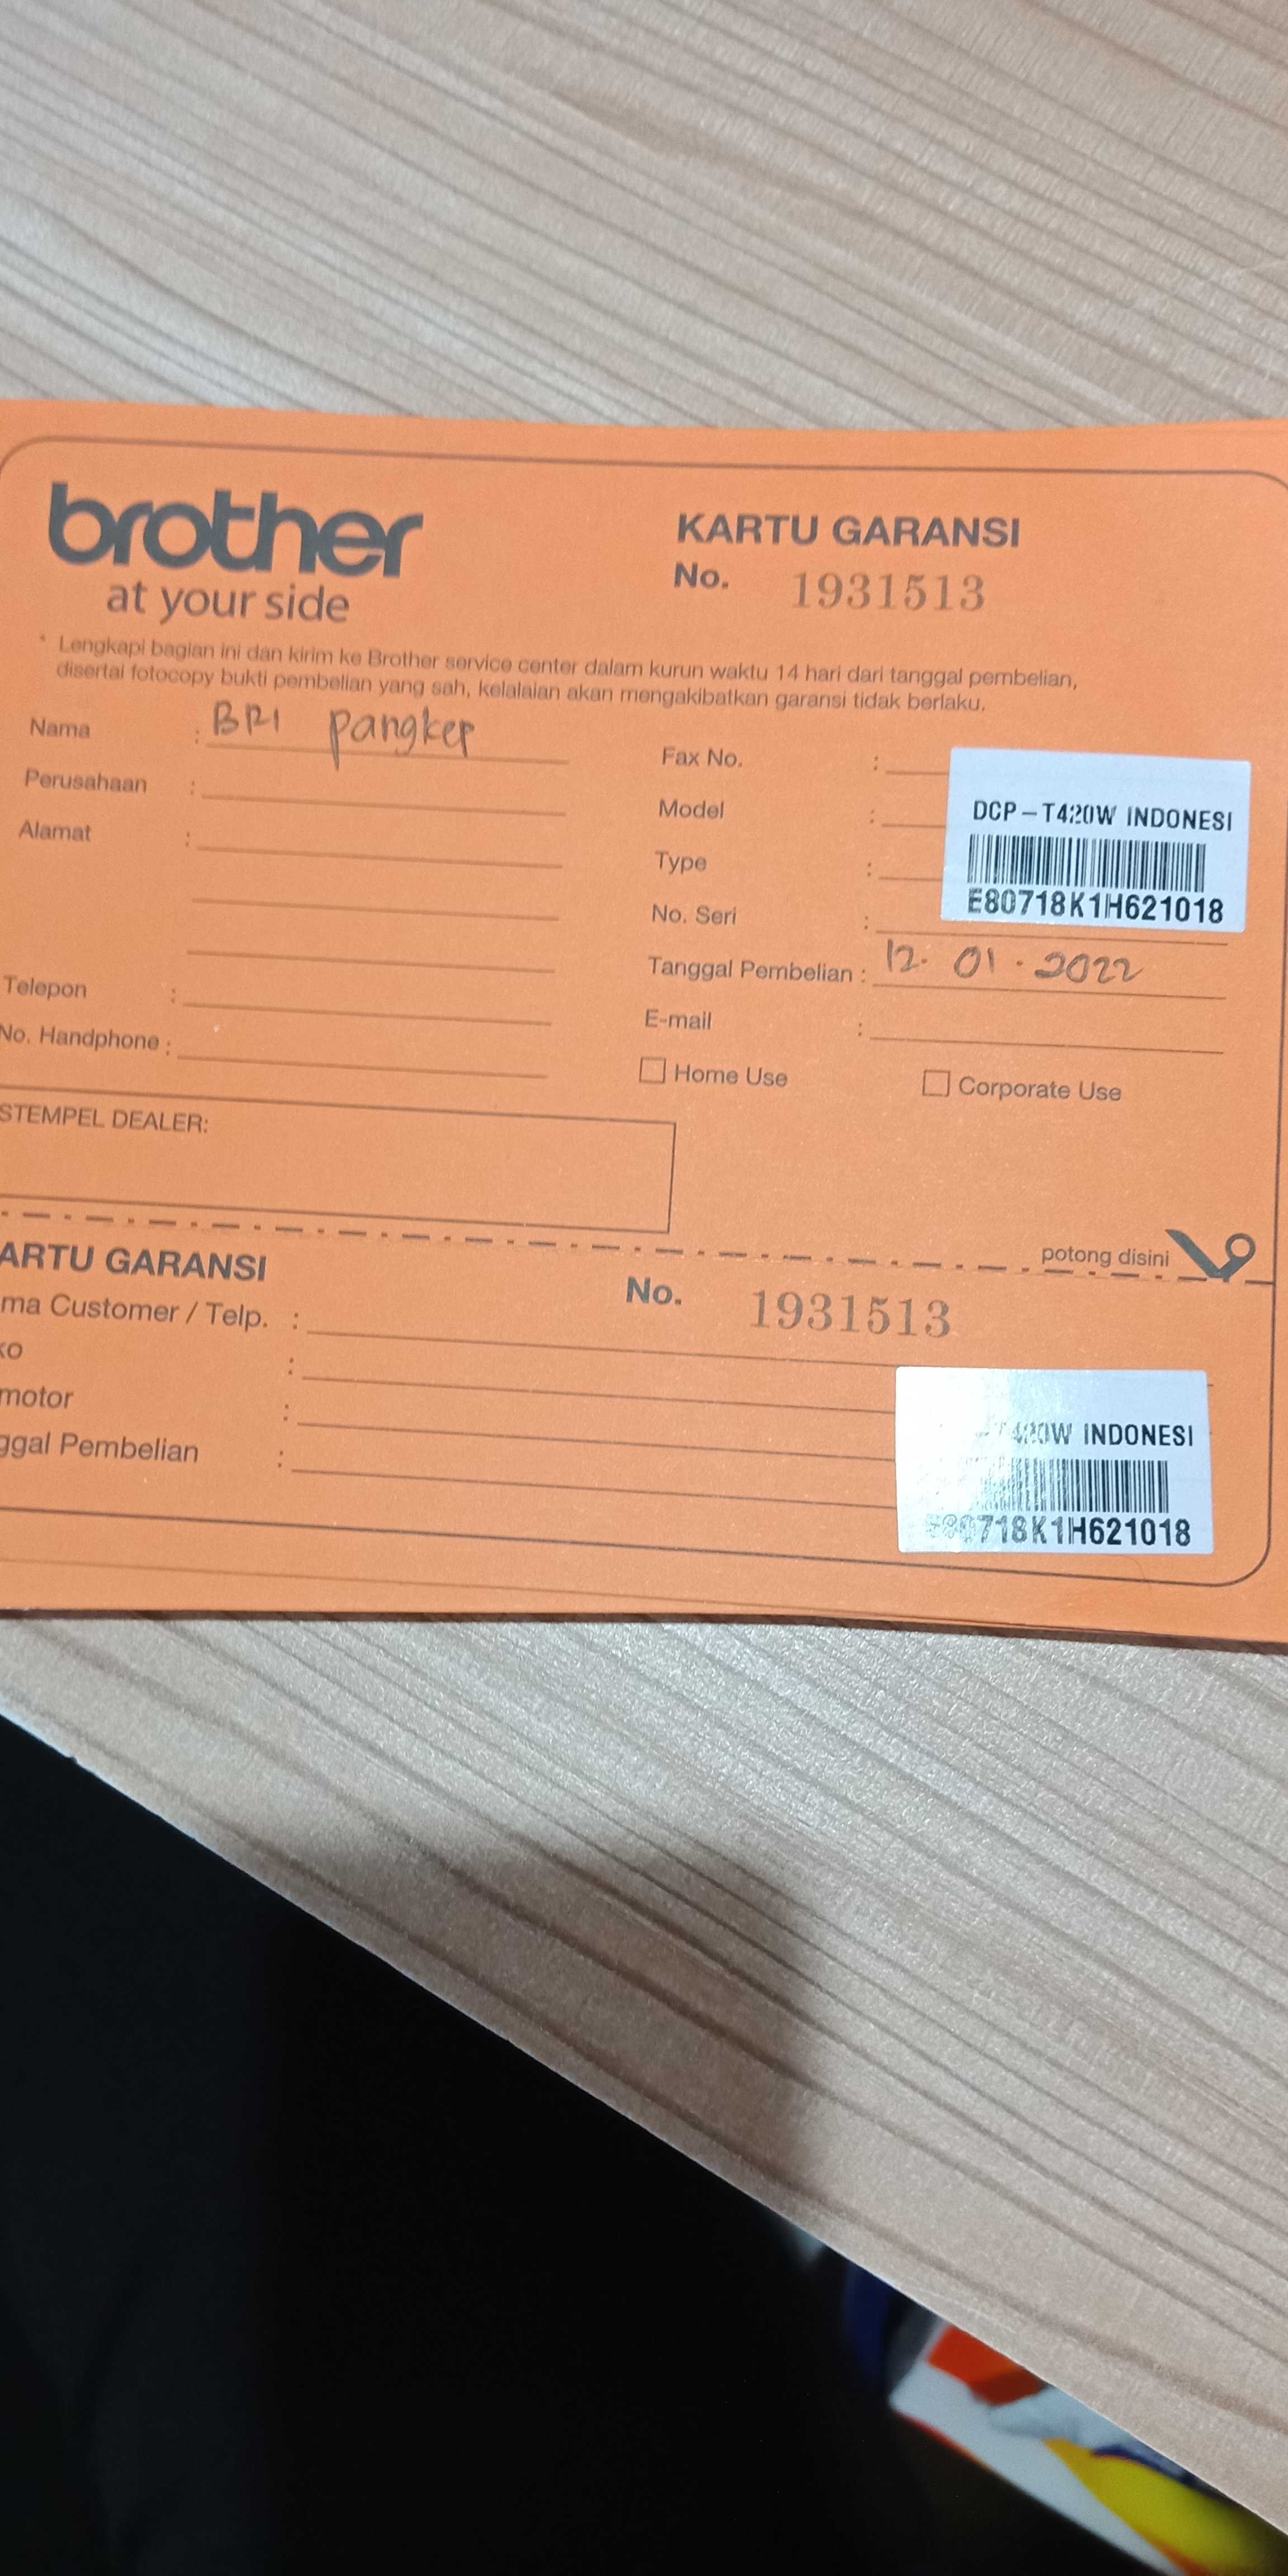 brother
at your side
KARTU GARANSI
No. 1931513
* Lengkapi bagian ini dan kirim ke Brother service center dalam kurun waktu 14 hari dari tanggal pembelian,
disertai fotocopy bukti pembelian yang sah, kelalaian akan mengakibatkan garansi tidak berlaku.
Nama : BRI pangkep
Perusahaan :
Alamat :
Telepon :
No. Handphone :
Fax No. :
Model :
Type :
No. Seri :
DCP-T420W INDONESI
E80718K1H621018
Tanggal Pembelian : 12. 01. 2022
E-mail :
Home Use
Corporate Use
STEMPEL DEALER:
potong disini
ARTU GARANSI
No. 1931513
ma Customer / Telp. :
ko :
motor :
ggal Pembelian :
-T420W INDONESI
E80718K1H621018